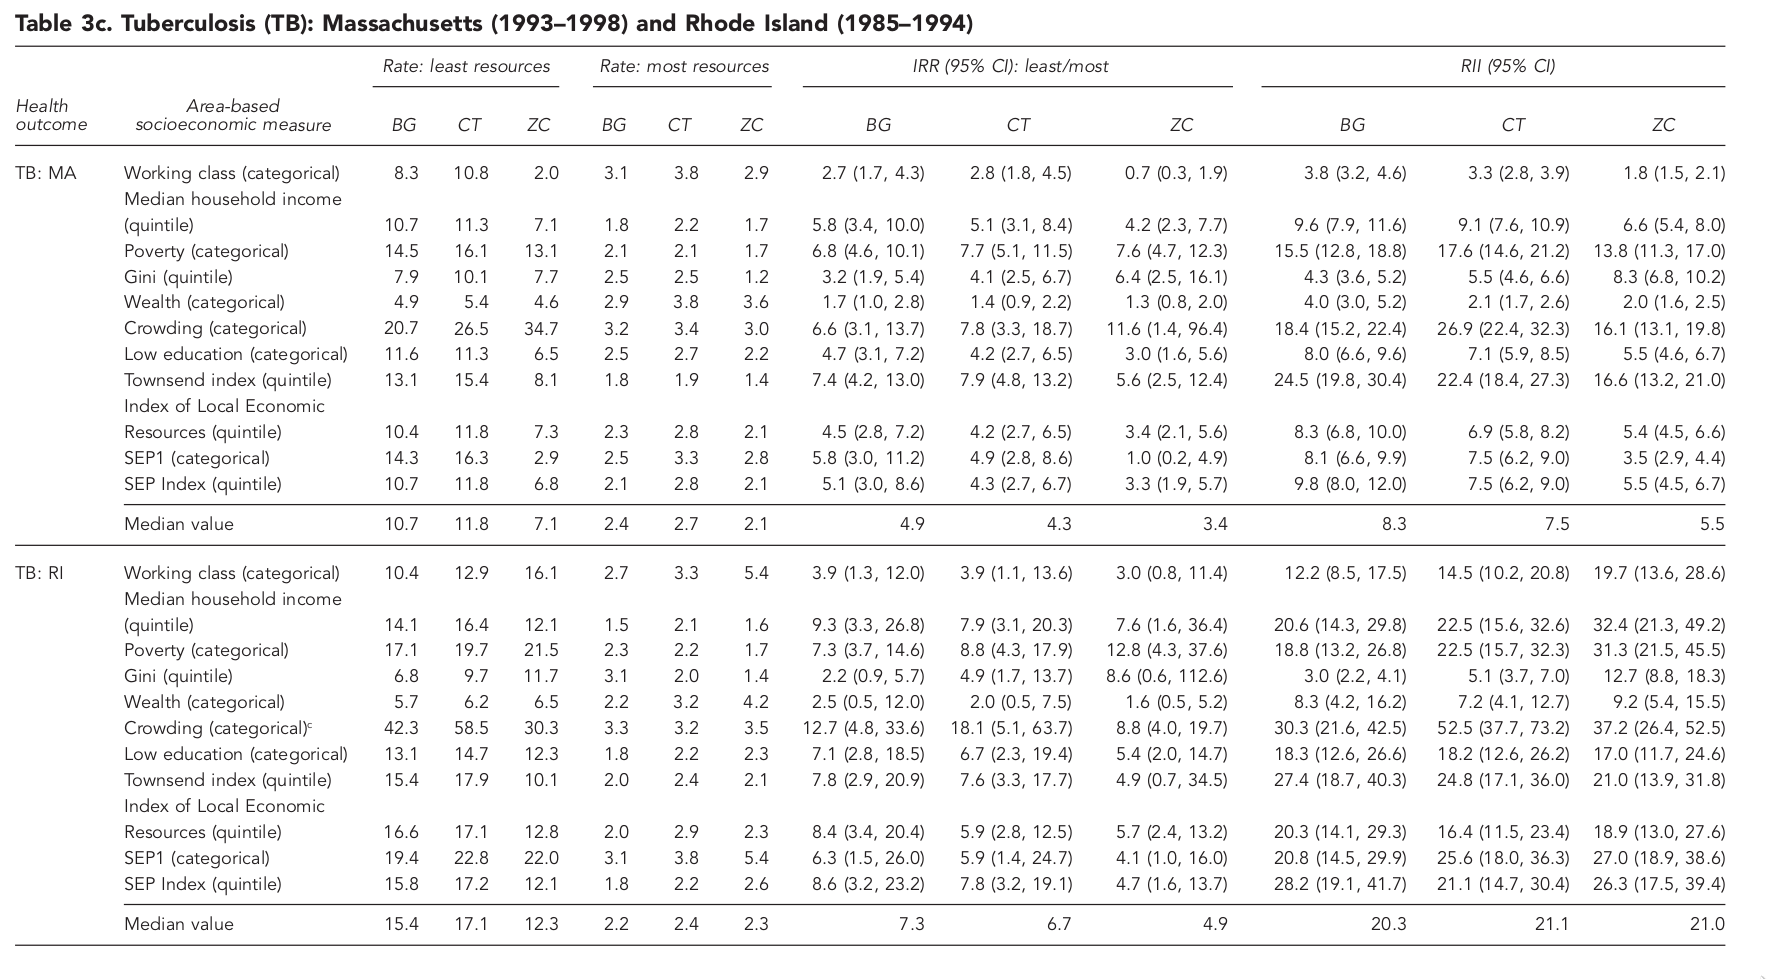 Table 3c. Tuberculosis (TB): Massachusetts (1993–1998) and Rhode Island (1985–1994)
Rate: least resources Rate: most resources IRR (95% CI): least/most RII (95% CI)
Health Area-based
outcome socioeconomic measure BG CT ZC BG CT ZC BG CT ZC BG CT ZC
TB: MA Working class (categorical) 8.3 10.8 2.0 3.1 3.8 2.9 2.7 (1.7, 4.3) 2.8 (1.8, 4.5) 0.7 (0.3, 1.9) 3.8 (3.2, 4.6) 3.3 (2.8, 3.9) 1.8 (1.5, 2.1)
Median household income
(quintile) 10.7 11.3 7.1 1.8 2.2 1.7 5.8 (3.4, 10.0) 5.1 (3.1, 8.4) 4.2 (2.3, 7.7) 9.6 (7.9, 11.6) 9.1 (7.6, 10.9) 6.6 (5.4, 8.0)
Poverty (categorical) 14.5 16.1 13.1 2.1 2.1 1.7 6.8 (4.6, 10.1) 7.7 (5.1, 11.5) 7.6 (4.7, 12.3) 15.5 (12.8, 18.8) 17.6 (14.6, 21.2) 13.8 (11.3, 17.0)
Gini (quintile) 7.9 10.1 7.7 2.5 2.5 1.2 3.2 (1.9, 5.4) 4.1 (2.5, 6.7) 6.4 (2.5, 16.1) 4.3 (3.6, 5.2) 5.5 (4.6, 6.6) 8.3 (6.8, 10.2)
Wealth (categorical) 4.9 5.4 4.6 2.9 3.8 3.6 1.7 (1.0, 2.8) 1.4 (0.9, 2.2) 1.3 (0.8, 2.0) 4.0 (3.0, 5.2) 2.1 (1.7, 2.6) 2.0 (1.6, 2.5)
Crowding (categorical) 20.7 26.5 34.7 3.2 3.4 3.0 6.6 (3.1, 13.7) 7.8 (3.3, 18.7) 11.6 (1.4, 96.4) 18.4 (15.2, 22.4) 26.9 (22.4, 32.3) 16.1 (13.1, 19.8)
Low education (categorical) 11.6 11.3 6.5 2.5 2.7 2.2 4.7 (3.1, 7.2) 4.2 (2.7, 6.5) 3.0 (1.6, 5.6) 8.0 (6.6, 9.6) 7.1 (5.9, 8.5) 5.5 (4.6, 6.7)
Townsend index (quintile) 13.1 15.4 8.1 1.8 1.9 1.4 7.4 (4.2, 13.0) 7.9 (4.8, 13.2) 5.6 (2.5, 12.4) 24.5 (19.8, 30.4) 22.4 (18.4, 27.3) 16.6 (13.2, 21.0)
Index of Local Economic
Resources (quintile) 10.4 11.8 7.3 2.3 2.8 2.1 4.5 (2.8, 7.2) 4.2 (2.7, 6.5) 3.4 (2.1, 5.6) 8.3 (6.8, 10.0) 6.9 (5.8, 8.2) 5.4 (4.5, 6.6)
SEP1 (categorical) 14.3 16.3 2.9 2.5 3.3 2.8 5.8 (3.0, 11.2) 4.9 (2.8, 8.6) 1.0 (0.2, 4.9) 8.1 (6.6, 9.9) 7.5 (6.2, 9.0) 3.5 (2.9, 4.4)
SEP Index (quintile) 10.7 11.8 6.8 2.1 2.8 2.1 5.1 (3.0, 8.6) 4.3 (2.7, 6.7) 3.3 (1.9, 5.7) 9.8 (8.0, 12.0) 7.5 (6.2, 9.0) 5.5 (4.5, 6.7)
Median value 10.7 11.8 7.1 2.4 2.7 2.1 4.9 4.3 3.4 8.3 7.5 5.5
TB: RI Working class (categorical) 10.4 12.9 16.1 2.7 3.3 5.4 3.9 (1.3, 12.0) 3.9 (1.1, 13.6) 3.0 (0.8, 11.4) 12.2 (8.5, 17.5) 14.5 (10.2, 20.8) 19.7 (13.6, 28.6)
Median household income
(quintile) 14.1 16.4 12.1 1.5 2.1 1.6 9.3 (3.3, 26.8) 7.9 (3.1, 20.3) 7.6 (1.6, 36.4) 20.6 (14.3, 29.8) 22.5 (15.6, 32.6) 32.4 (21.3, 49.2)
Poverty (categorical) 17.1 19.7 21.5 2.3 2.2 1.7 7.3 (3.7, 14.6) 8.8 (4.3, 17.9) 12.8 (4.3, 37.6) 18.8 (13.2, 26.8) 22.5 (15.7, 32.3) 31.3 (21.5, 45.5)
Gini (quintile) 6.8 9.7 11.7 3.1 2.0 1.4 2.2 (0.9, 5.7) 4.9 (1.7, 13.7) 8.6 (0.6, 112.6) 3.0 (2.2, 4.1) 5.1 (3.7, 7.0) 12.7 (8.8, 18.3)
Wealth (categorical) 5.7 6.2 6.5 2.2 3.2 4.2 2.5 (0.5, 12.0) 2.0 (0.5, 7.5) 1.6 (0.5, 5.2) 8.3 (4.2, 16.2) 7.2 (4.1, 12.7) 9.2 (5.4, 15.5)
Crowding (categorical)ᶜ 42.3 58.5 30.3 3.3 3.2 3.5 12.7 (4.8, 33.6) 18.1 (5.1, 63.7) 8.8 (4.0, 19.7) 30.3 (21.6, 42.5) 52.5 (37.7, 73.2) 37.2 (26.4, 52.5)
Low education (categorical) 13.1 14.7 12.3 1.8 2.2 2.3 7.1 (2.8, 18.5) 6.7 (2.3, 19.4) 5.4 (2.0, 14.7) 18.3 (12.6, 26.6) 18.2 (12.6, 26.2) 17.0 (11.7, 24.6)
Townsend index (quintile) 15.4 17.9 10.1 2.0 2.4 2.1 7.8 (2.9, 20.9) 7.6 (3.3, 17.7) 4.9 (0.7, 34.5) 27.4 (18.7, 40.3) 24.8 (17.1, 36.0) 21.0 (13.9, 31.8)
Index of Local Economic
Resources (quintile) 16.6 17.1 12.8 2.0 2.9 2.3 8.4 (3.4, 20.4) 5.9 (2.8, 12.5) 5.7 (2.4, 13.2) 20.3 (14.1, 29.3) 16.4 (11.5, 23.4) 18.9 (13.0, 27.6)
SEP1 (categorical) 19.4 22.8 22.0 3.1 3.8 5.4 6.3 (1.5, 26.0) 5.9 (1.4, 24.7) 4.1 (1.0, 16.0) 20.8 (14.5, 29.9) 25.6 (18.0, 36.3) 27.0 (18.9, 38.6)
SEP Index (quintile) 15.8 17.2 12.1 1.8 2.2 2.6 8.6 (3.2, 23.2) 7.8 (3.2, 19.1) 4.7 (1.6, 13.7) 28.2 (19.1, 41.7) 21.1 (14.7, 30.4) 26.3 (17.5, 39.4)
Median value 15.4 17.1 12.3 2.2 2.4 2.3 7.3 6.7 4.9 20.3 21.1 21.0